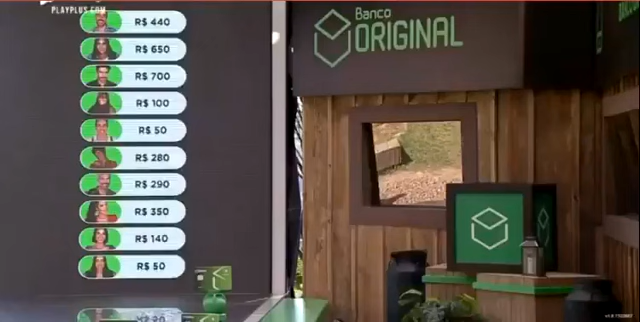 PLAYPLUS.COM
R$ 440
R$ 650
R$ 700
R$ 100
R$ 50
R$ 280
R$ 290
R$ 350
R$ 140
R$ 50
Banco
ORIGINAL